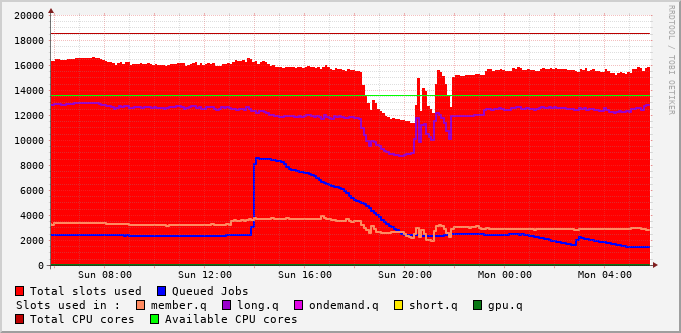 20000
18000
16000
14000
12000
10000
8000
6000
4000
2000
0
Sun 08:00 Sun 12:00 Sun 16:00 Sun 20:00 Mon 00:00 Mon 04:00
Total slots used Queued Jobs
Slots used in : member.q long.q ondemand.q short.q gpu.q
Total CPU cores Available CPU cores
RRDTOOL / TOBI OETIKER